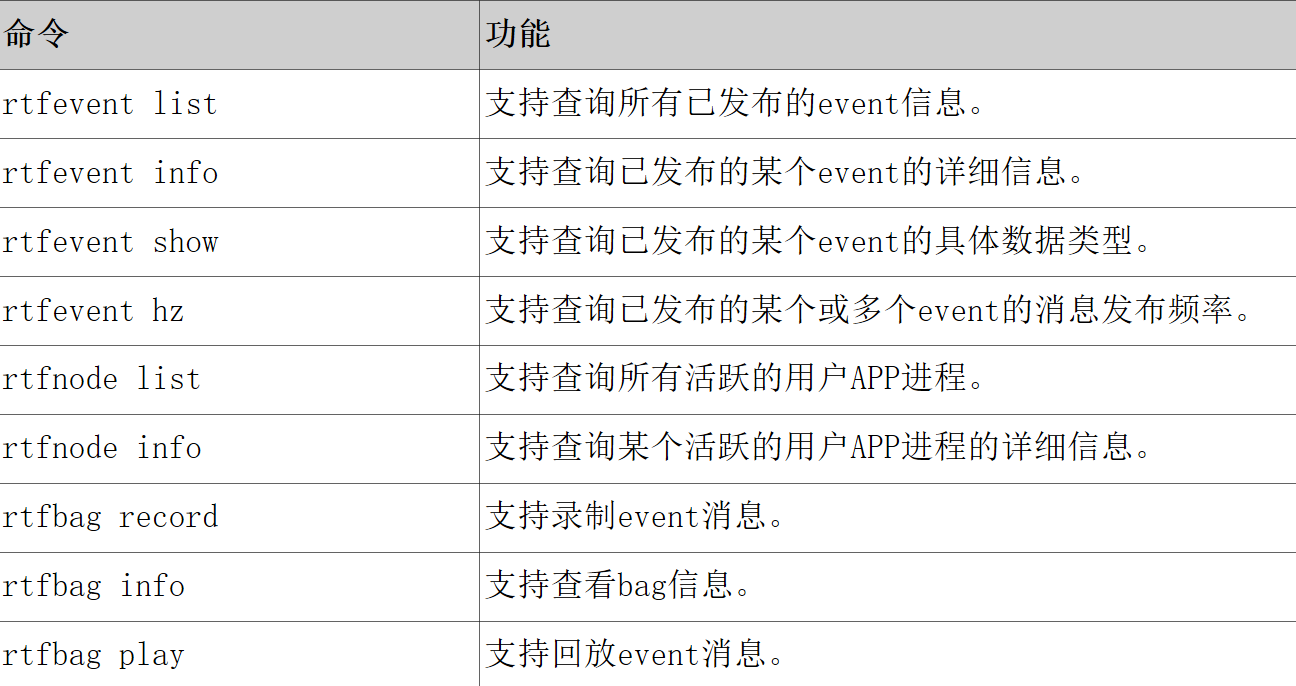 命令 功能
rtfevent list 支持查询所有已发布的event信息。
rtfevent info 支持查询已发布的某个event的详细信息。
rtfevent show 支持查询已发布的某个event的具体数据类型。
rtfevent hz 支持查询已发布的某个或多个event的消息发布频率。
rtfnode list 支持查询所有活跃的用户APP进程。
rtfnode info 支持查询某个活跃的用户APP进程的详细信息。
rtfbag record 支持录制event消息。
rtfbag info 支持查看bag信息。
rtfbag play 支持回放event消息。